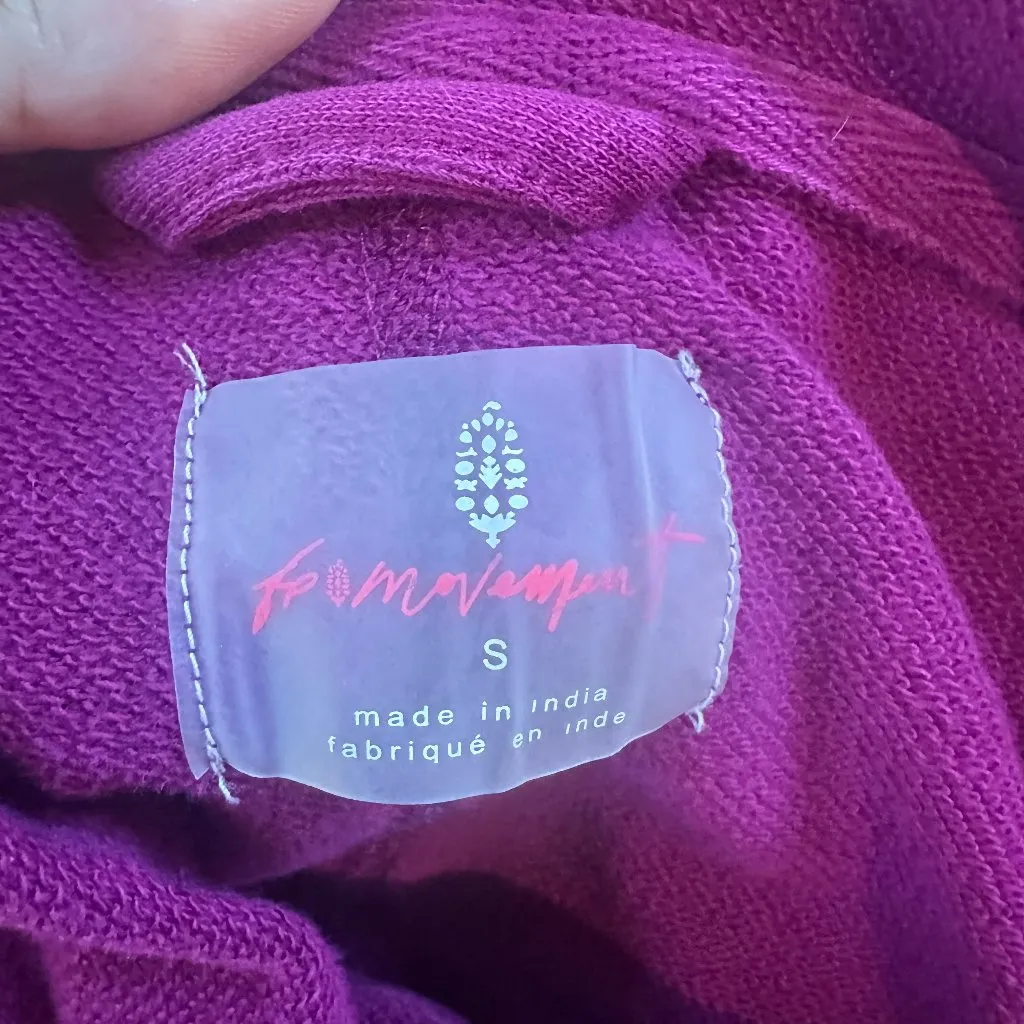 fp movement
S
made in india
fabriqué en inde